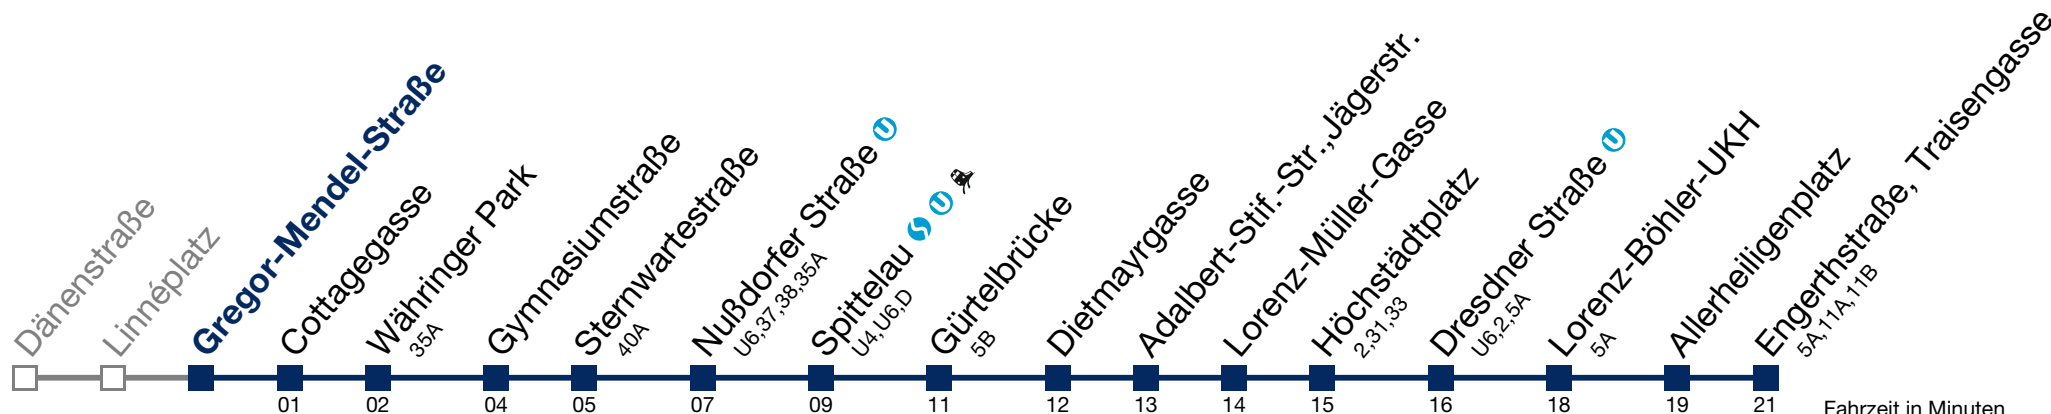 Dänenstraße
Linnéplatz
Gregor-Mendel-Straße
Cottagegasse
01
Währinger Park
35A
02
Gymnasiumstraße
04
Sternwartestraße
40A
05
Nußdorfer Straße U
U6,37,38,35A
07
Spittelau S U
U4,U6,D
09
Gürtelbrücke
5B
11
Dietmayrgasse
12
Adalbert-Stif.-Str.,Jägerstr.
13
Lorenz-Müller-Gasse
14
Höchstädtplatz
2,31,33
15
Dresdner Straße U
U6,2,5A
16
Lorenz-Böhler-UKH
5A
18
Allerheiligenplatz
19
Engerthstraße, Traisengasse
5A,11A,11B
21
Fahrzeit in Minuten